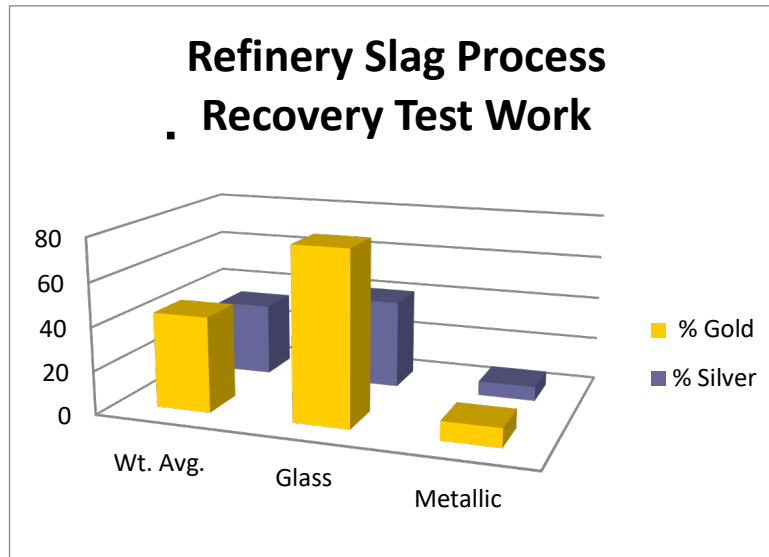 Refinery Slag Process
. Recovery Test Work
80
60
40
20
0
Wt. Avg.
Glass
Metallic
% Gold
% Silver